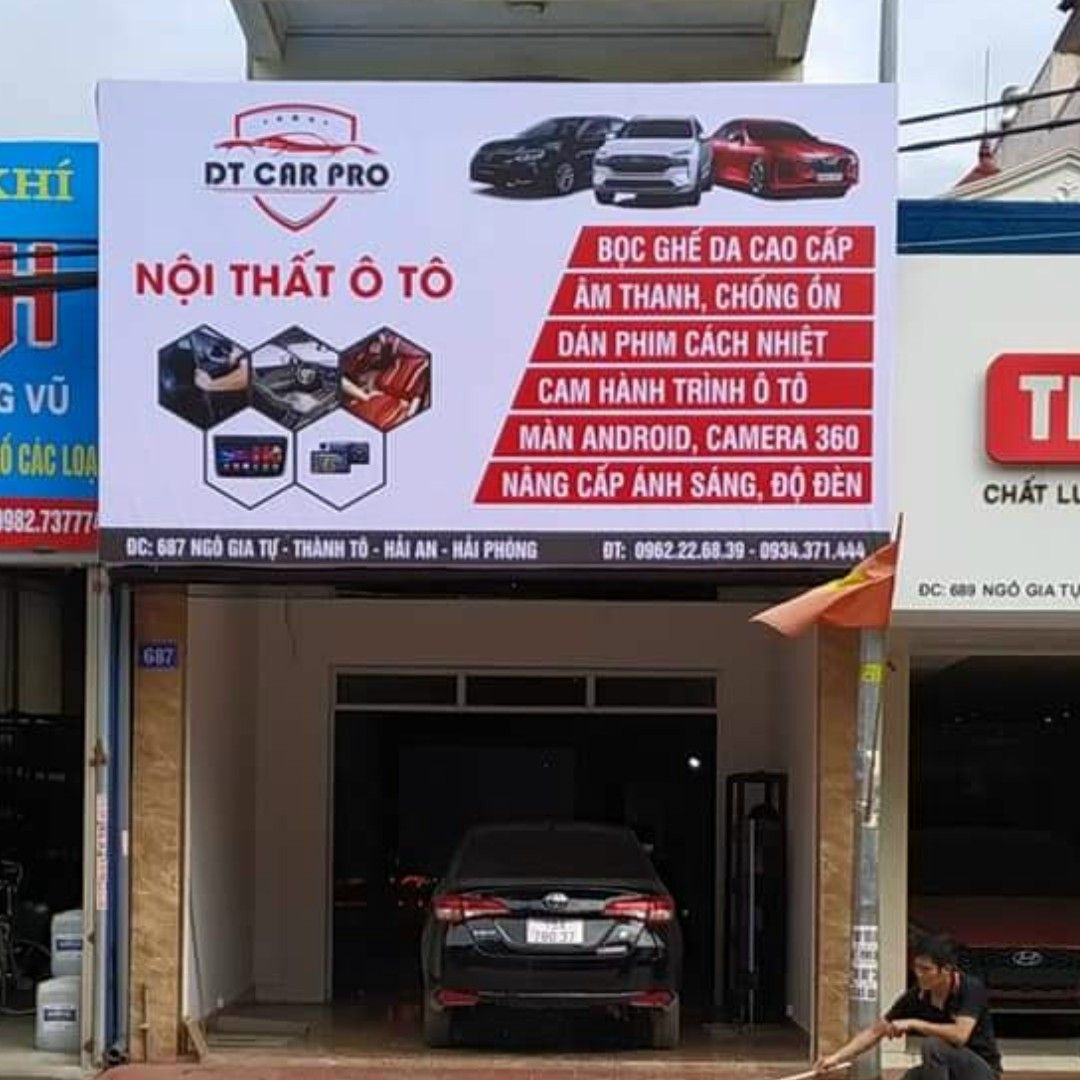 KHÍ
H
G VŨ
Ố CÁC LOẠ
0982.73777
DT CAR PRO
NỘI THẤT Ô TÔ
BỌC GHẾ DA CAO CẤP
ÂM THANH, CHỐNG ỒN
DÁN PHIM CÁCH NHIỆT
CAM HÀNH TRÌNH Ô TÔ
MÀN ANDROID, CAMERA 360
NÂNG CẤP ÁNH SÁNG, ĐỘ ĐÈN
ĐC: 687 NGÔ GIA TỰ - THÀNH TÔ - HẢI AN - HẢI PHÒNG ĐT: 0962.22.68.39 - 0934.371.444
CHẤT LƯ
ĐC: 689 NGÔ GIA TỰ
687